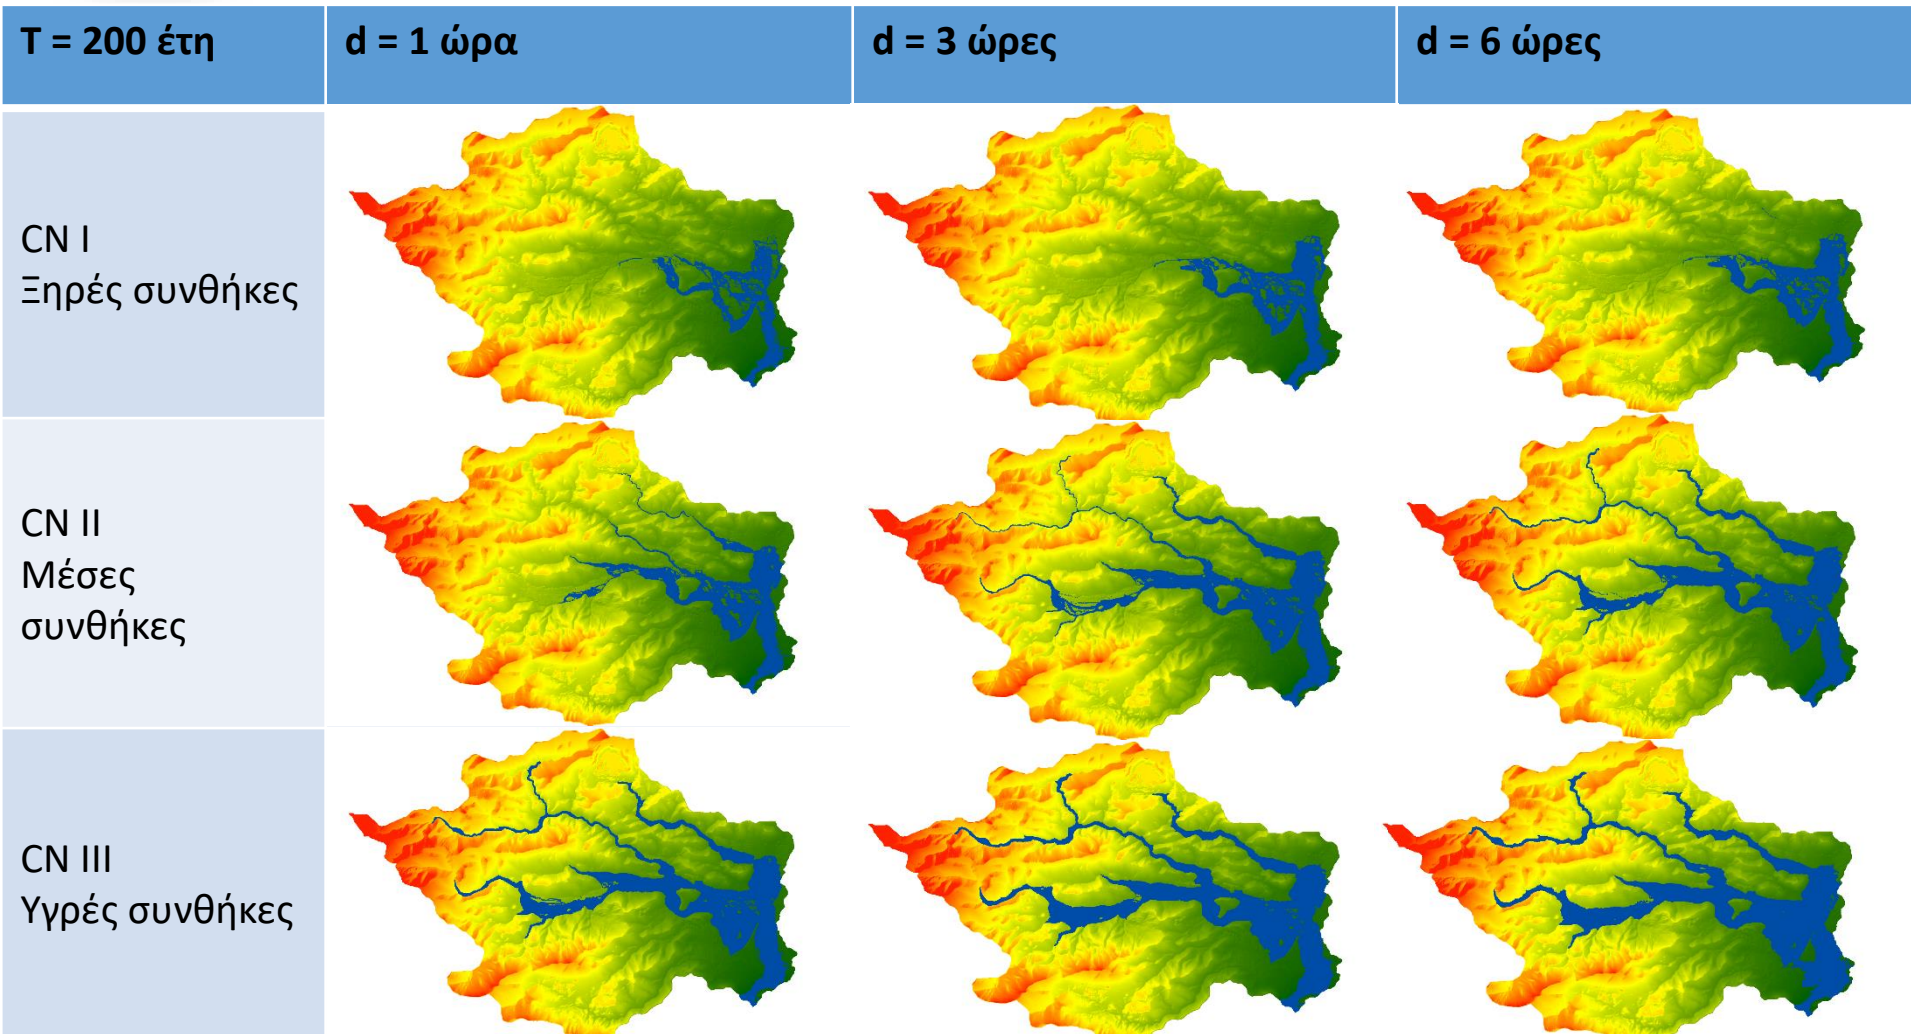 T = 200 έτη
d = 1 ώρα
d = 3 ώρες
d = 6 ώρες
CN I
Ξηρές συνθήκες
CN II
Μέσες
συνθήκες
CN III
Υγρές συνθήκες